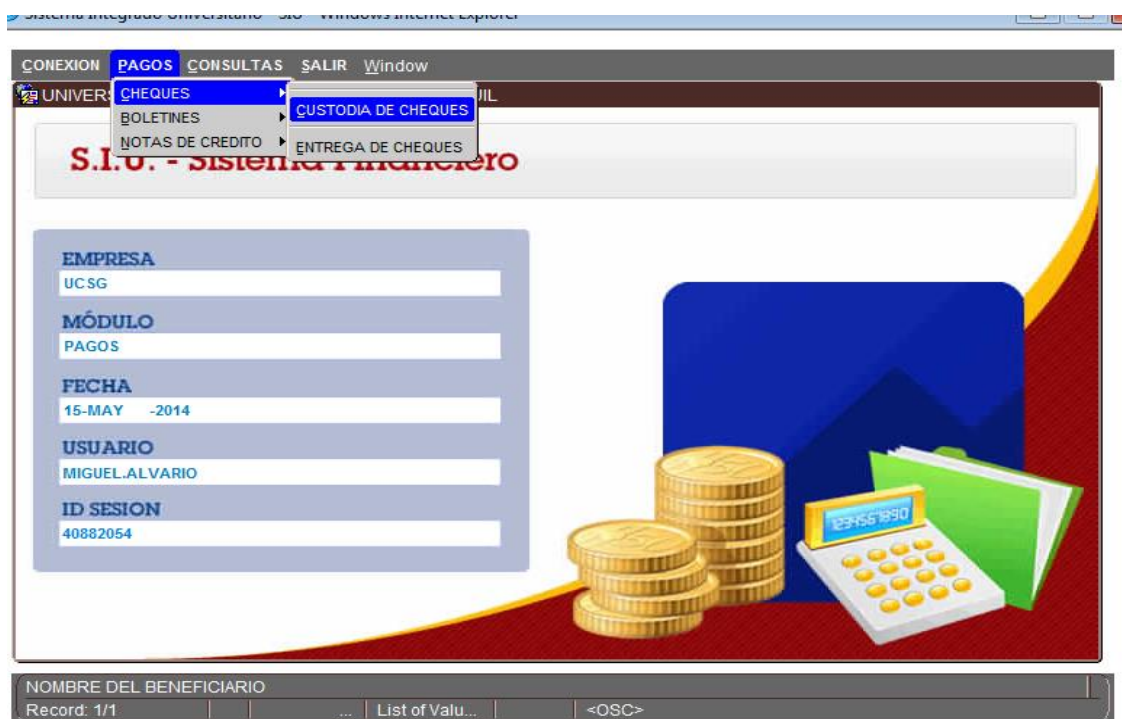 CONEXION PAGOS CONSULTAS SALIR Window
CHEQUES
CUSTODIA DE CHEQUES
BOLETINES
NOTAS DE CREDITO
ENTREGA DE CHEQUES
S.I.U. - Sistema Financiero
EMPRESA
UCSG
MÓDULO
PAGOS
FECHA
15-MAY -2014
USUARIO
MIGUEL.ALVARIO
ID SESION
40882054
1234567890
NOMBRE DEL BENEFICIARIO
Record: 1/1 ... List of Valu... <OSC>